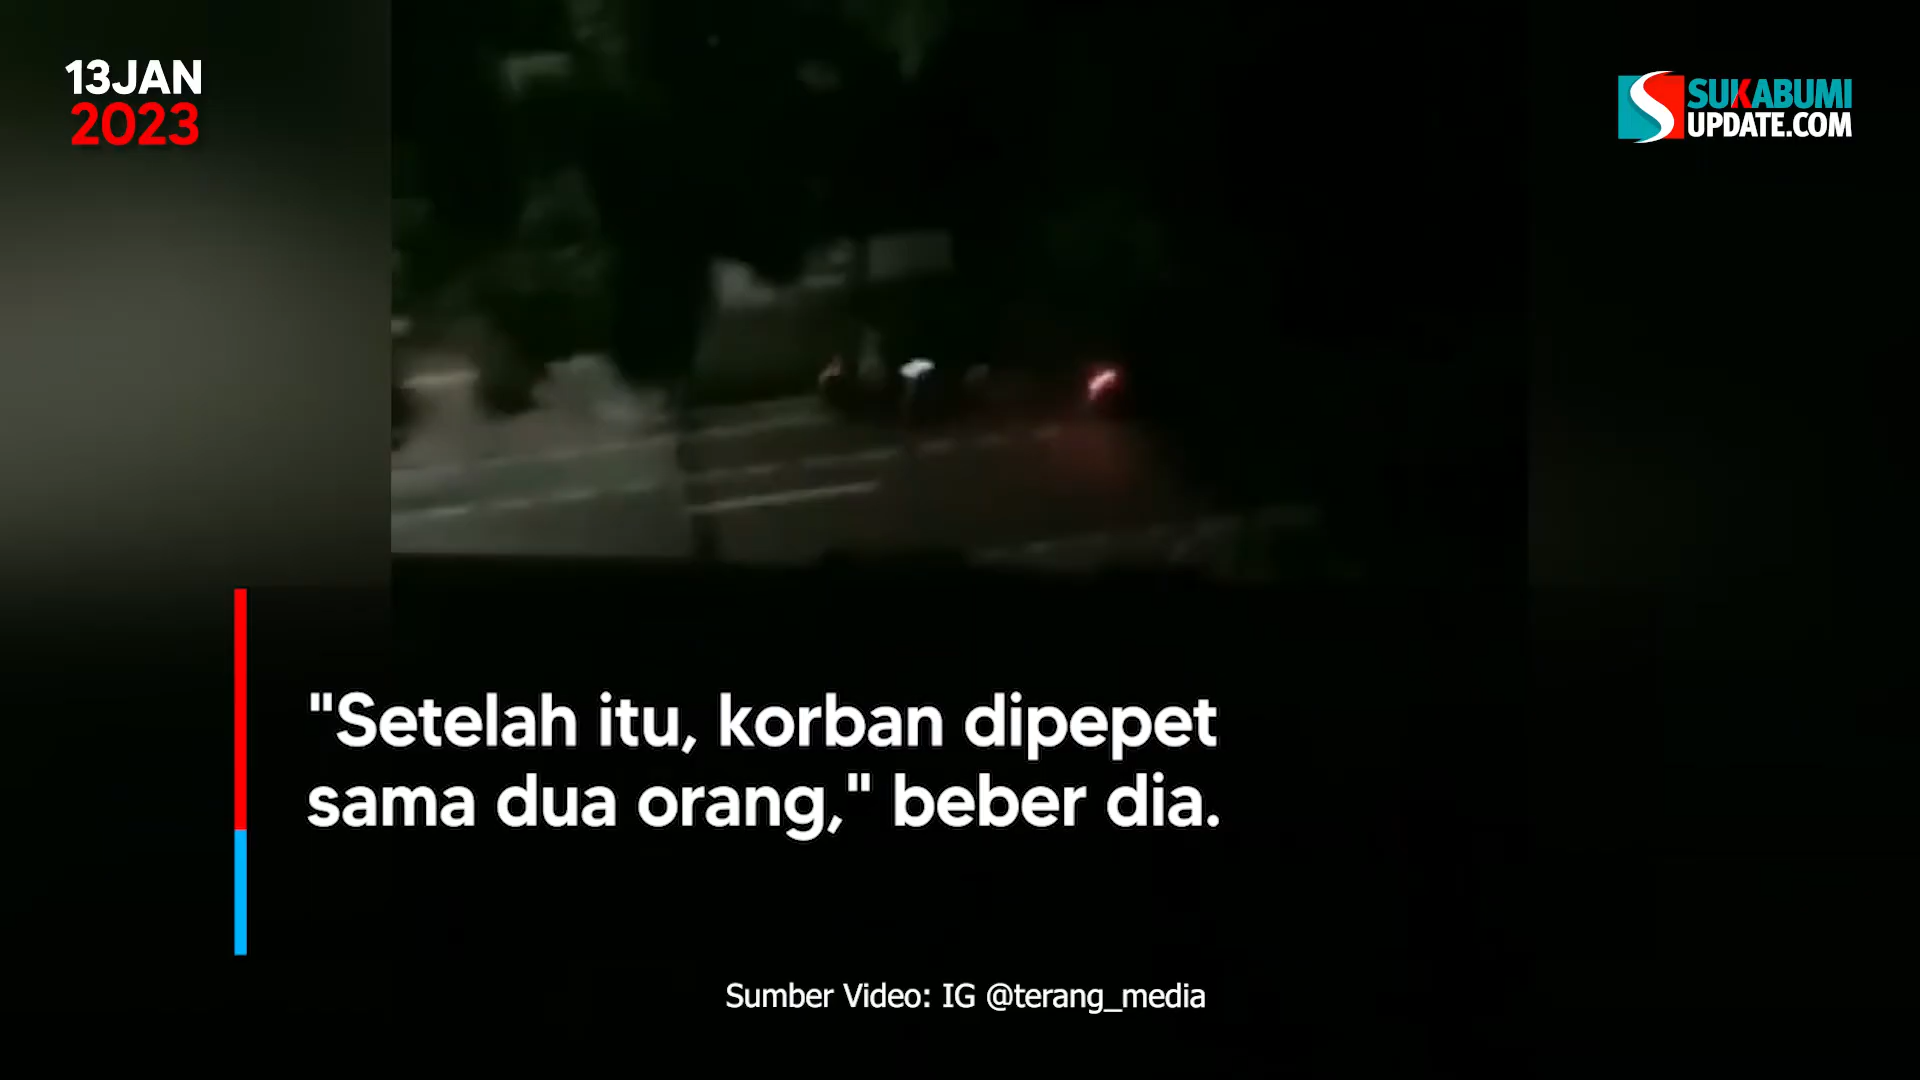 13JAN
2023
SUKABUMI
UPDATE.COM
"Setelah itu, korban dipepet
sama dua orang," beber dia.
Sumber Video: IG @terang_media